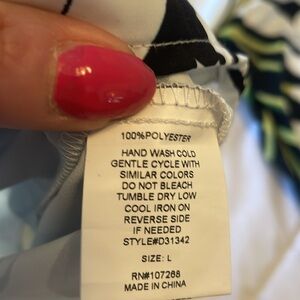 100%POLYESTER
HAND WASH COLD
GENTLE CYCLE WITH
SIMILAR COLORS
DO NOT BLEACH
TUMBLE DRY LOW
COOL IRON ON
REVERSE SIDE
IF NEEDED
STYLE#D31342
SIZE: L
RN#107268
MADE IN CHINA